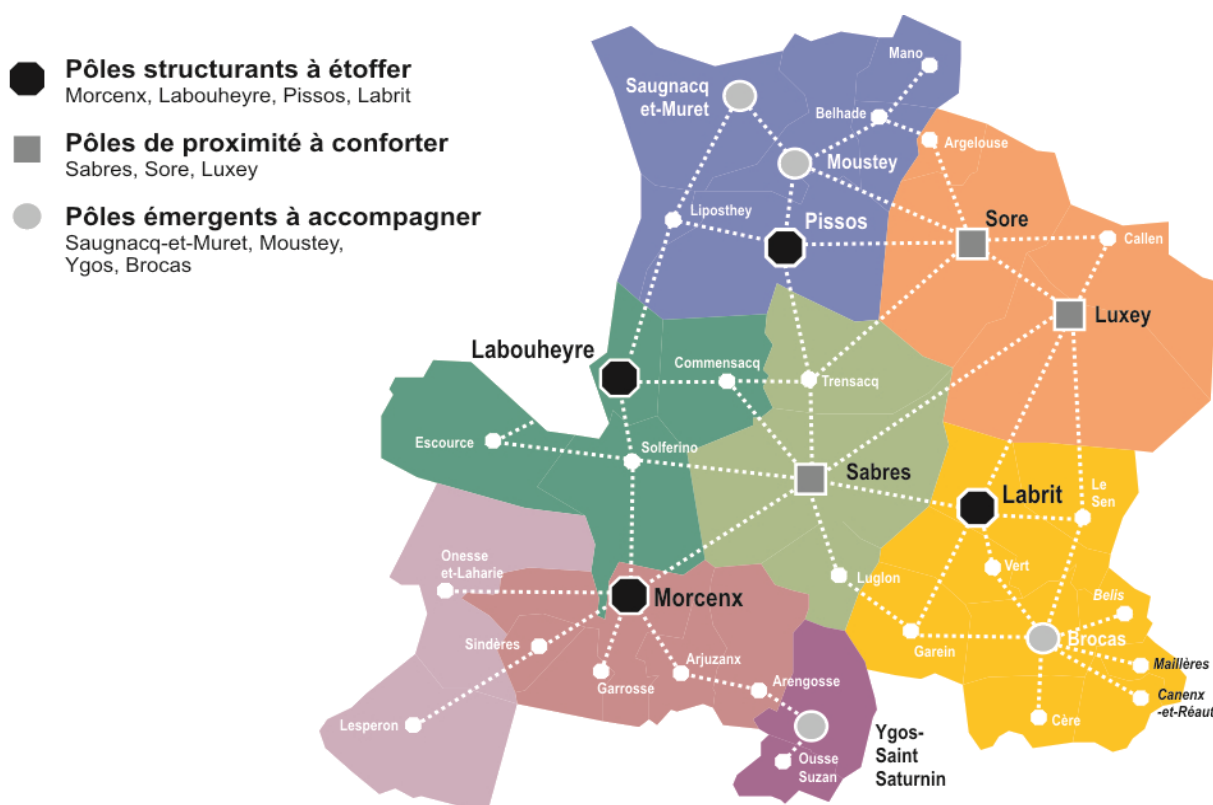 Pôles structurants à étoffer
Morcenx, Labouheyre, Pissos, Labrit
Pôles de proximité à conforter
Sabres, Sore, Luxey
Pôles émergents à accompagner
Saugnacq-et-Muret, Moustey,
Ygos, Brocas
Mano
Saugnacq
et-Muret
Belhade
Argelouse
Moustey
Liposthey
Pissos
Sore
Callen
Luxey
Labouheyre
Commensacq
Trensacq
Escource
Solferino
Sabres
Labrit
Le
Sen
Onesse
et-Laharie
Luglon
Vert
Morcenx
Belis
Sindères
Garein
Brocas
Arjuzanx
Maillères
Garrosse
Arengosse
Canenx
-et-Réaut
Lesperon
Cère
Ygos-
Saint
Saturnin
Ousse
Suzan